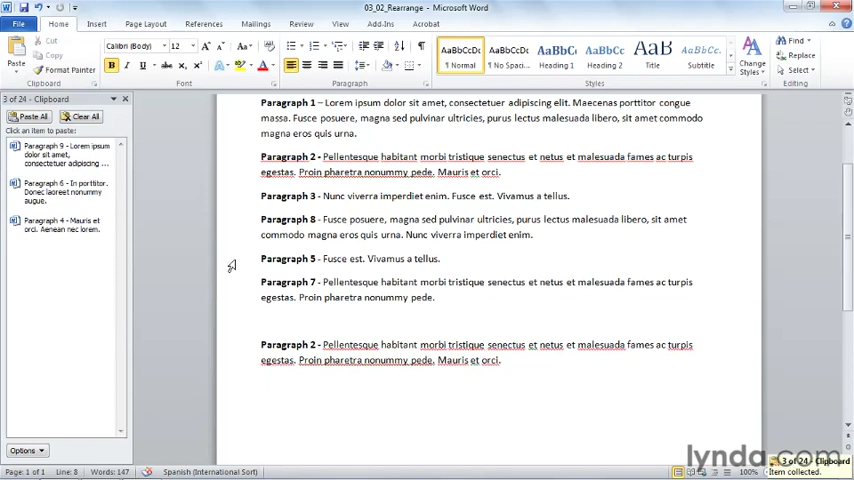 03_02_Rearrange - Microsoft Word
File Home Insert Page Layout References Mailings Review View Add-Ins Acrobat
Paste
Cut
Copy
Format Painter
Clipboard
Calibri (Body) 12
Font
Paragraph
AaBbCcDc AaBbCcDc AaBbC AaBbCc AaB AaBbCc.
¶ Normal ¶ No Spaci... Heading 1 Heading 2 Title Subtitle
Change Styles
Styles
Find
Replace
Select
Editing
3 of 24 - Clipboard
Paste All Clear All
Click an item to paste:
Paragraph 9 - Lorem ipsum
dolor sit amet,
consectetuer adipiscing ...
Paragraph 6 - In porttitor.
Donec laoreet nonummy
augue.
Paragraph 4 - Mauris et
orci. Aenean nec lorem.
Options
Paragraph 1 – Lorem ipsum dolor sit amet, consectetuer adipiscing elit. Maecenas porttitor congue
massa. Fusce posuere, magna sed pulvinar ultricies, purus lectus malesuada libero, sit amet commodo
magna eros quis urna.
Paragraph 2 - Pellentesque habitant morbi tristique senectus et netus et malesuada fames ac turpis
egestas. Proin pharetra nonummy pede. Mauris et orci.
Paragraph 3 - Nunc viverra imperdiet enim. Fusce est. Vivamus a tellus.
Paragraph 8 - Fusce posuere, magna sed pulvinar ultricies, purus lectus malesuada libero, sit amet
commodo magna eros quis urna. Nunc viverra imperdiet enim.
Paragraph 5 - Fusce est. Vivamus a tellus.
Paragraph 7 - Pellentesque habitant morbi tristique senectus et netus et malesuada fames ac turpis
egestas. Proin pharetra nonummy pede.
Paragraph 2 - Pellentesque habitant morbi tristique senectus et netus et malesuada fames ac turpis
egestas. Proin pharetra nonummy pede. Mauris et orci.
lynda.com
3 of 24 - Clipboard
Item collected.
Page: 1 of 1 Line: 8 Words: 147 Spanish (International Sort) 100%